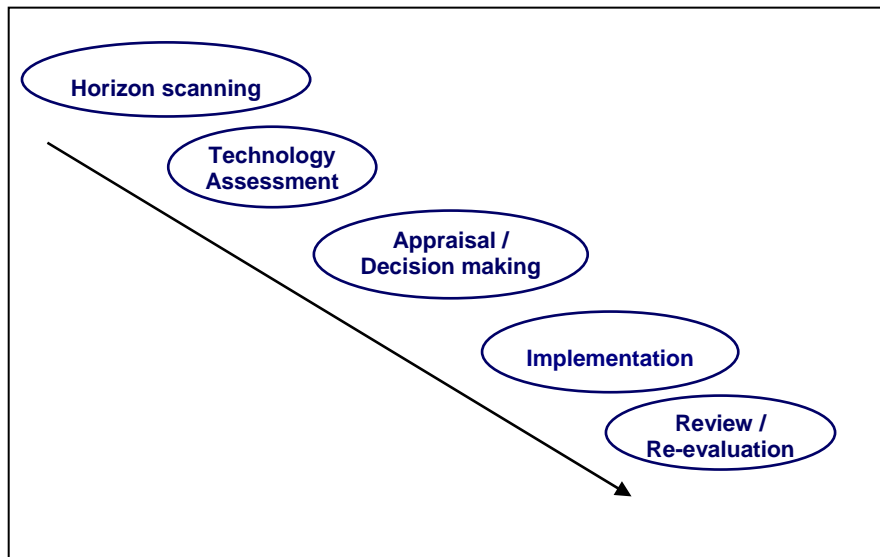 Horizon scanning
Technology
Assessment
Appraisal /
Decision making
Implementation
Review /
Re-evaluation